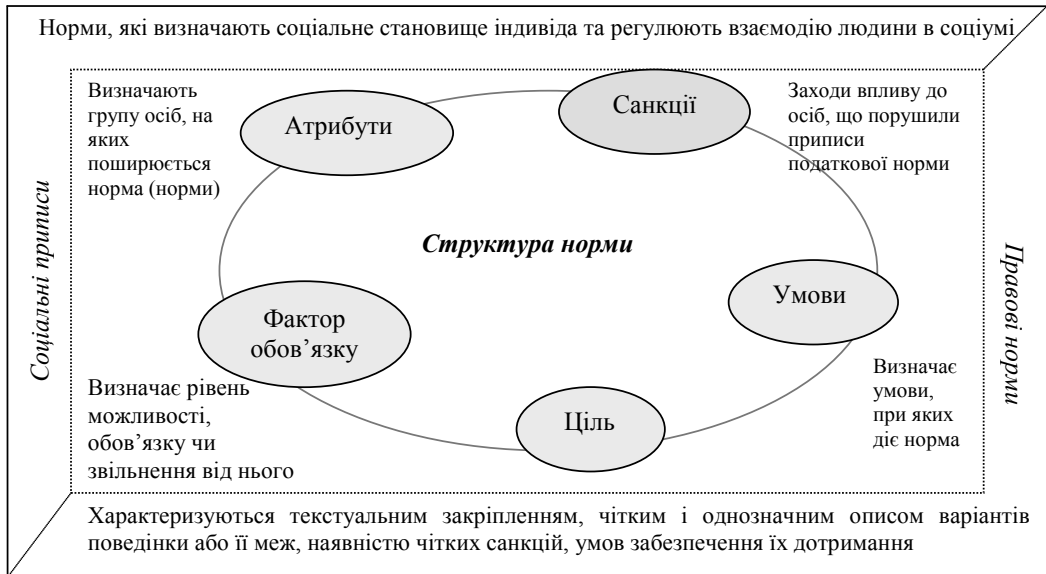 Норми, які визначають соціальне становище індивіда та регулюють взаємодію людини в соціумі
Визначають
групу осіб, на
яких
поширюється
норма (норми)
Атрибути
Санкції
Заходи впливу до
осіб, що порушили
приписи
податкової норми
Соціальні приписи
Структура норми
Правові норми
Умови
Фактор
обов’язку
Визначає рівень
можливості,
обов’язку чи
звільнення від нього
Ціль
Визначає
умови,
при яких
діє норма
Характеризуються текстуальним закріпленням, чітким і однозначним описом варіантів
поведінки або її меж, наявністю чітких санкцій, умов забезпечення їх дотримання